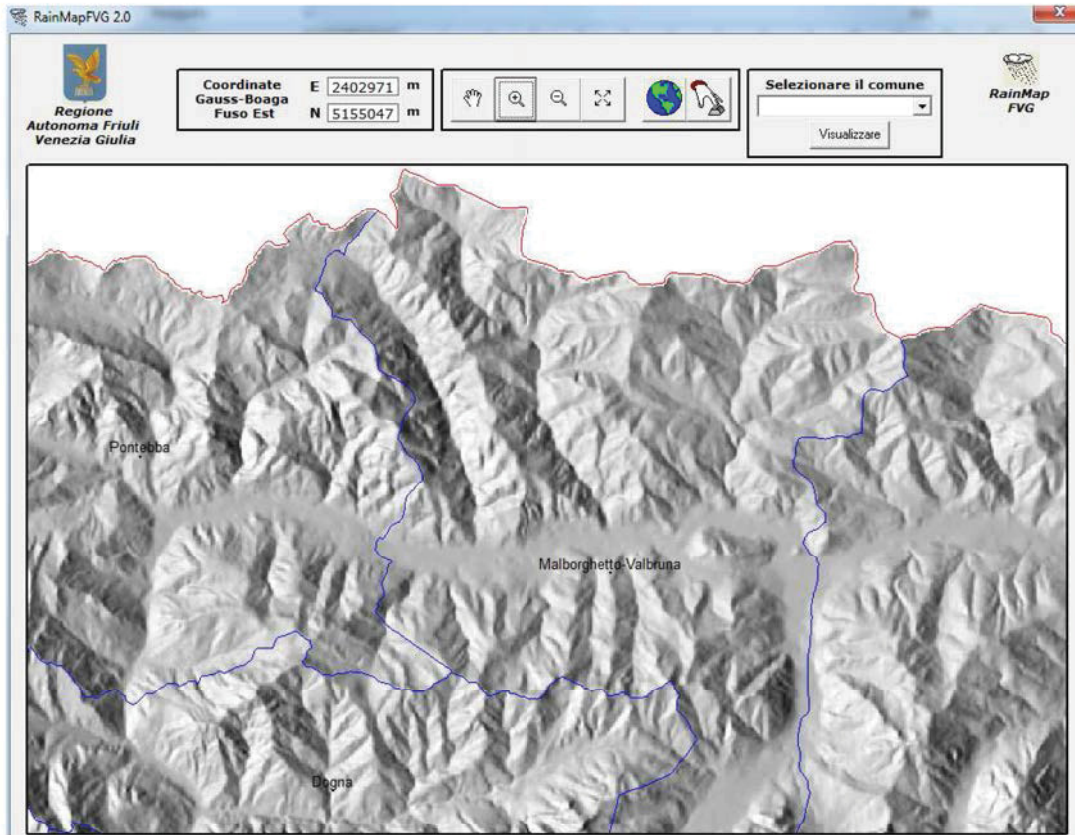 RainMapFVG 2.0
Regione
Autonoma Friuli
Venezia Giulia
Coordinate
Gauss-Boaga
Fuso Est
E 2402971 m
N 5155047 m
Selezionare il comune
Visualizzare
RainMap
FVG
Pontebba
Malborghetto-Valbruna
Dogna